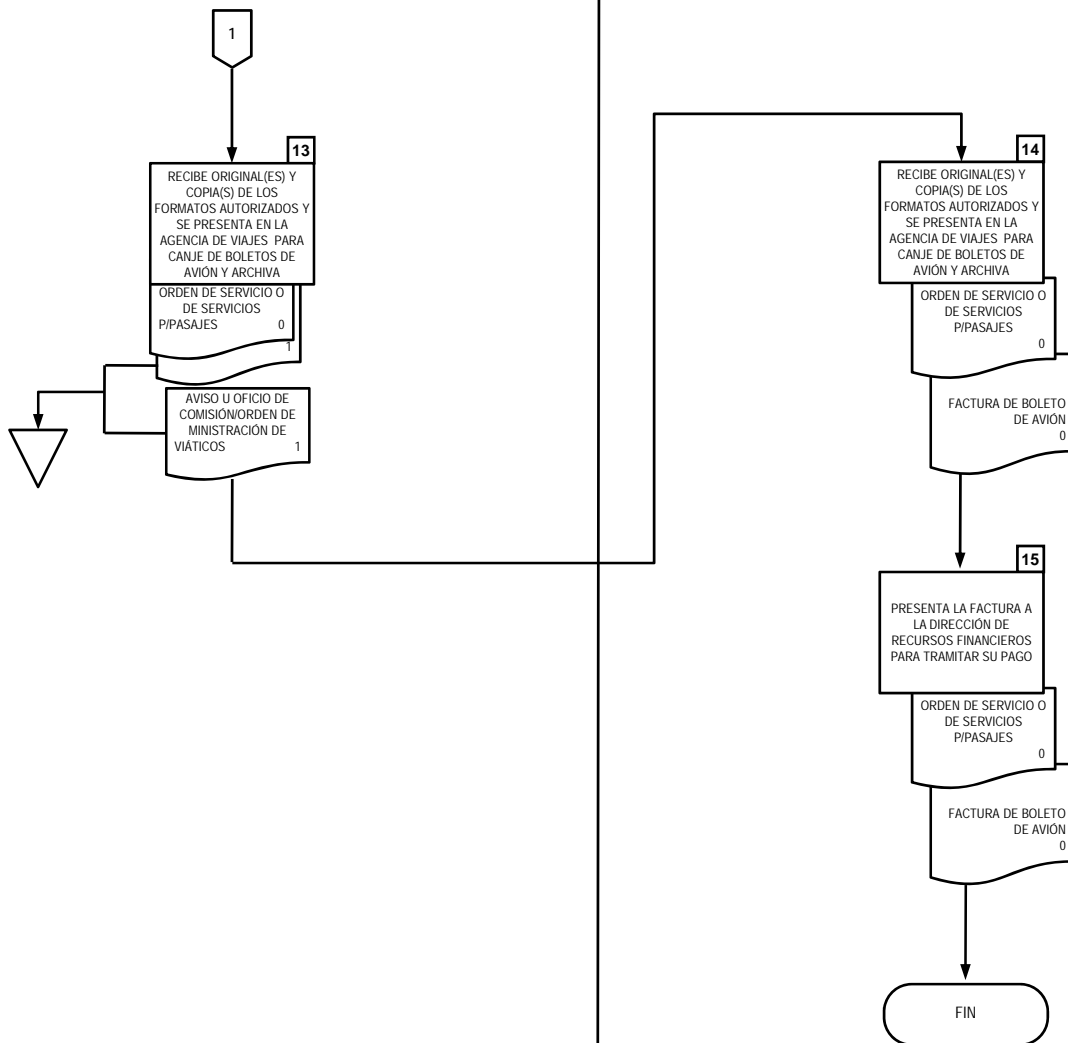 1
13
RECIBE ORIGINAL(ES) Y
COPIA(S) DE LOS
FORMATOS AUTORIZADOS Y
SE PRESENTA EN LA
AGENCIA DE VIAJES PARA
CANJE DE BOLETOS DE
AVIÓN Y ARCHIVA
ORDEN DE SERVICIO O
DE SERVICIOS
P/PASAJES 0
1
AVISO U OFICIO DE
COMISIÓN/ORDEN DE
MINISTRACIÓN DE
VIÁTICOS 1
14
RECIBE ORIGINAL(ES) Y
COPIA(S) DE LOS
FORMATOS AUTORIZADOS Y
SE PRESENTA EN LA
AGENCIA DE VIAJES PARA
CANJE DE BOLETOS DE
AVIÓN Y ARCHIVA
ORDEN DE SERVICIO O
DE SERVICIOS
P/PASAJES
0
FACTURA DE BOLETO
DE AVIÓN
0
15
PRESENTA LA FACTURA A
LA DIRECCIÓN DE
RECURSOS FINANCIEROS
PARA TRAMITAR SU PAGO
ORDEN DE SERVICIO O
DE SERVICIOS
P/PASAJES
0
FACTURA DE BOLETO
DE AVIÓN
0
FIN